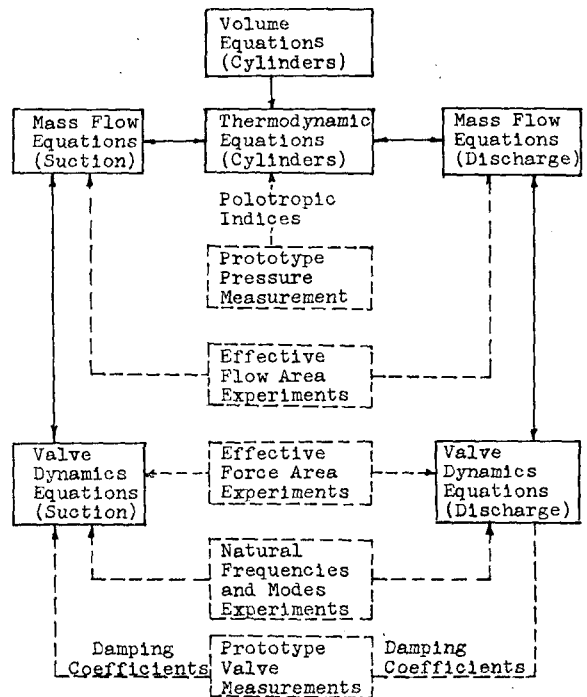 Volume
Equations
(Cylinders)
Mass Flow
Equations
(Suction)
Thermodynamic
Equations
(Cylinders)
Mass Flow
Equations
(Discharge)
Polotropic
Indices
Prototype
Pressure
Measurement
Effective
Flow Area
Experiments
Valve
Dynamics
Equations
(Suction)
Effective
Force Area
Experiments
Valve
Dynamics
Equations
(Discharge)
Natural
Frequencies
and Modes
Experiments
Damping
Coefficients
Prototype
Valve
Measurements
Damping
Coefficients